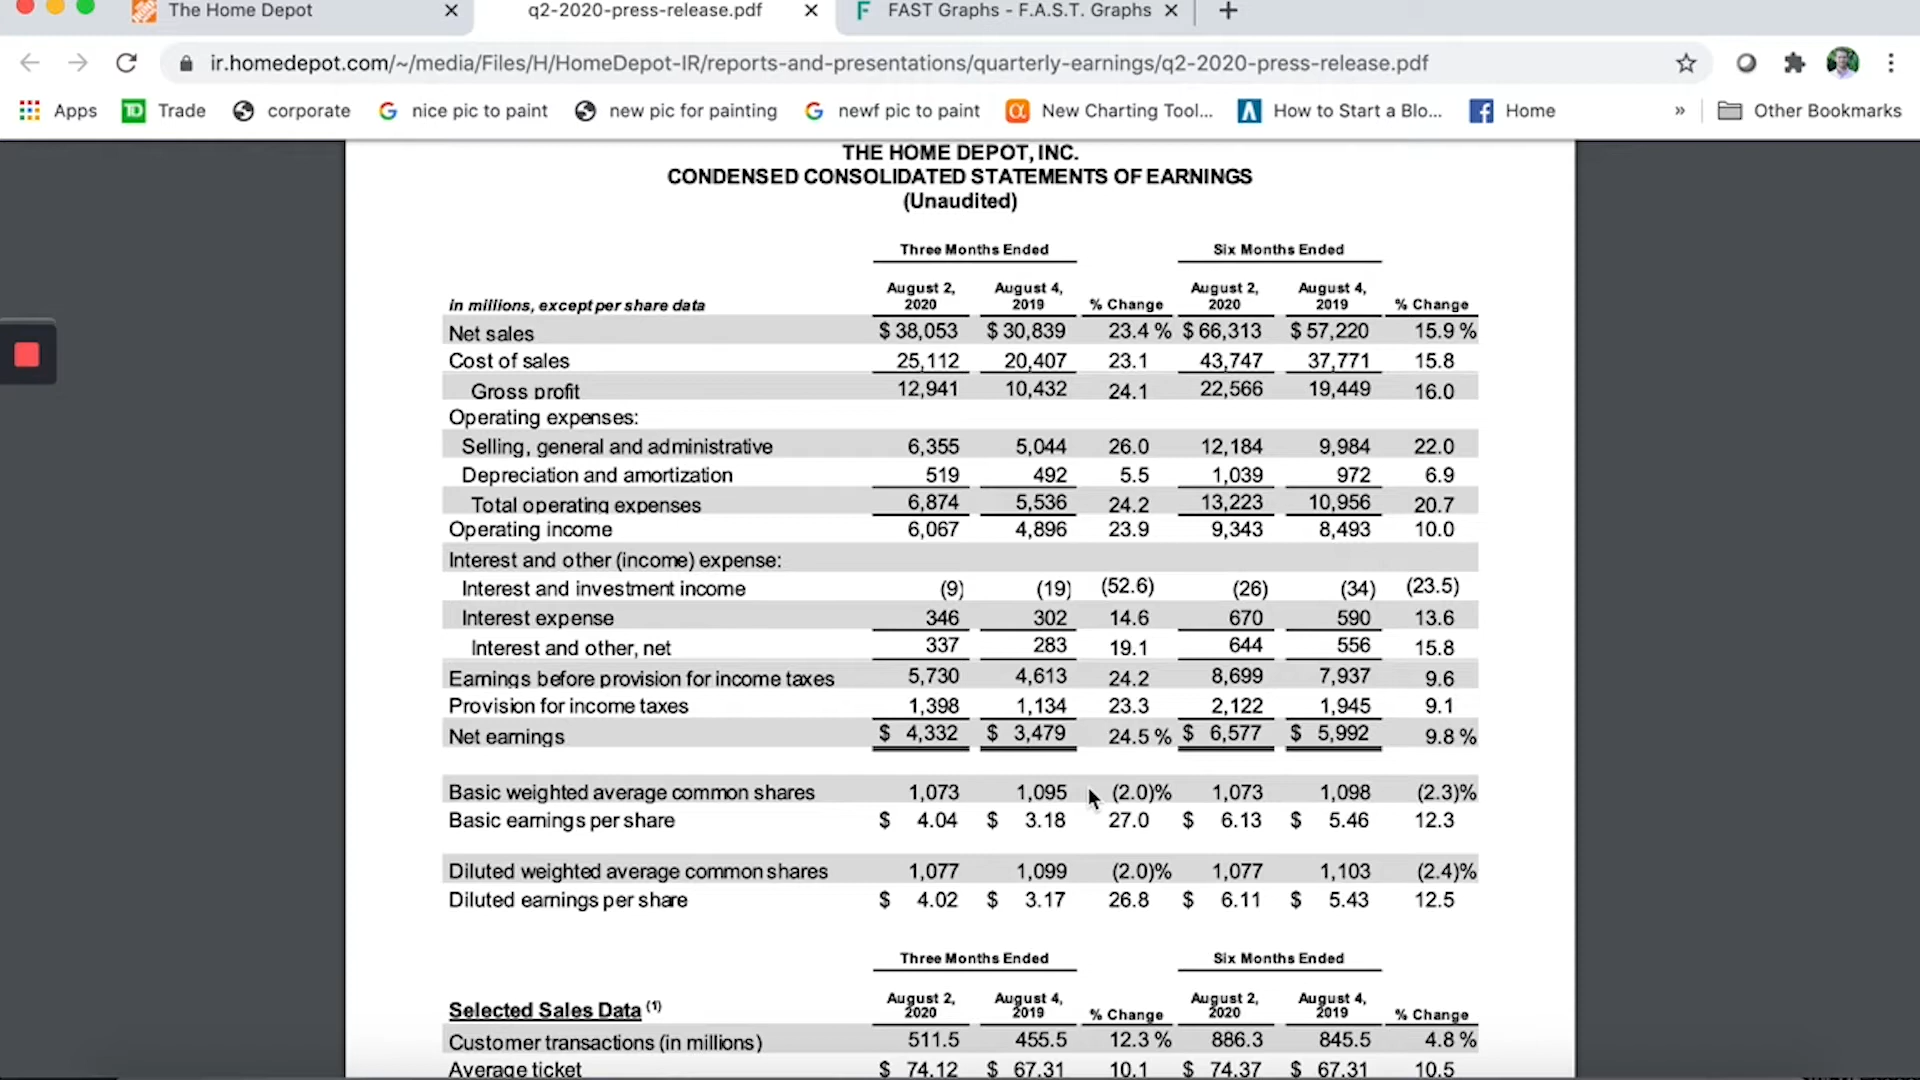 The Home Depot
q2-2020-press-release.pdf
FAST Graphs - F.A.S.T. Graphs
ir.homedepot.com/~/media/Files/H/HomeDepot-IR/reports-and-presentations/quarterly-earnings/q2-2020-press-release.pdf
Apps Trade corporate nice pic to paint new pic for painting newf pic to paint New Charting Tool... How to Start a Blo... Home » Other Bookmarks
THE HOME DEPOT, INC.
CONDENSED CONSOLIDATED STATEMENTS OF EARNINGS
(Unaudited)
Three Months Ended Six Months Ended
in millions, except per share data August 2, 2020 August 4, 2019 % Change August 2, 2020 August 4, 2019 % Change
Net sales $ 38,053 $ 30,839 23.4 % $ 66,313 $ 57,220 15.9 %
Cost of sales 25,112 20,407 23.1 43,747 37,771 15.8
Gross profit 12,941 10,432 24.1 22,566 19,449 16.0
Operating expenses:
Selling, general and administrative 6,355 5,044 26.0 12,184 9,984 22.0
Depreciation and amortization 519 492 5.5 1,039 972 6.9
Total operating expenses 6,874 5,536 24.2 13,223 10,956 20.7
Operating income 6,067 4,896 23.9 9,343 8,493 10.0
Interest and other (income) expense:
Interest and investment income (9) (19) (52.6) (26) (34) (23.5)
Interest expense 346 302 14.6 670 590 13.6
Interest and other, net 337 283 19.1 644 556 15.8
Earnings before provision for income taxes 5,730 4,613 24.2 8,699 7,937 9.6
Provision for income taxes 1,398 1,134 23.3 2,122 1,945 9.1
Net earnings $ 4,332 $ 3,479 24.5 % $ 6,577 $ 5,992 9.8 %
Basic weighted average common shares 1,073 1,095 (2.0)% 1,073 1,098 (2.3)%
Basic earnings per share $ 4.04 $ 3.18 27.0 $ 6.13 $ 5.46 12.3
Diluted weighted average common shares 1,077 1,099 (2.0)% 1,077 1,103 (2.4)%
Diluted earnings per share $ 4.02 $ 3.17 26.8 $ 6.11 $ 5.43 12.5
Three Months Ended Six Months Ended
Selected Sales Data (1) August 2, 2020 August 4, 2019 % Change August 2, 2020 August 4, 2019 % Change
Customer transactions (in millions) 511.5 455.5 12.3 % 886.3 845.5 4.8 %
Average ticket $ 74.12 $ 67.31 10.1 $ 74.37 $ 67.31 10.5